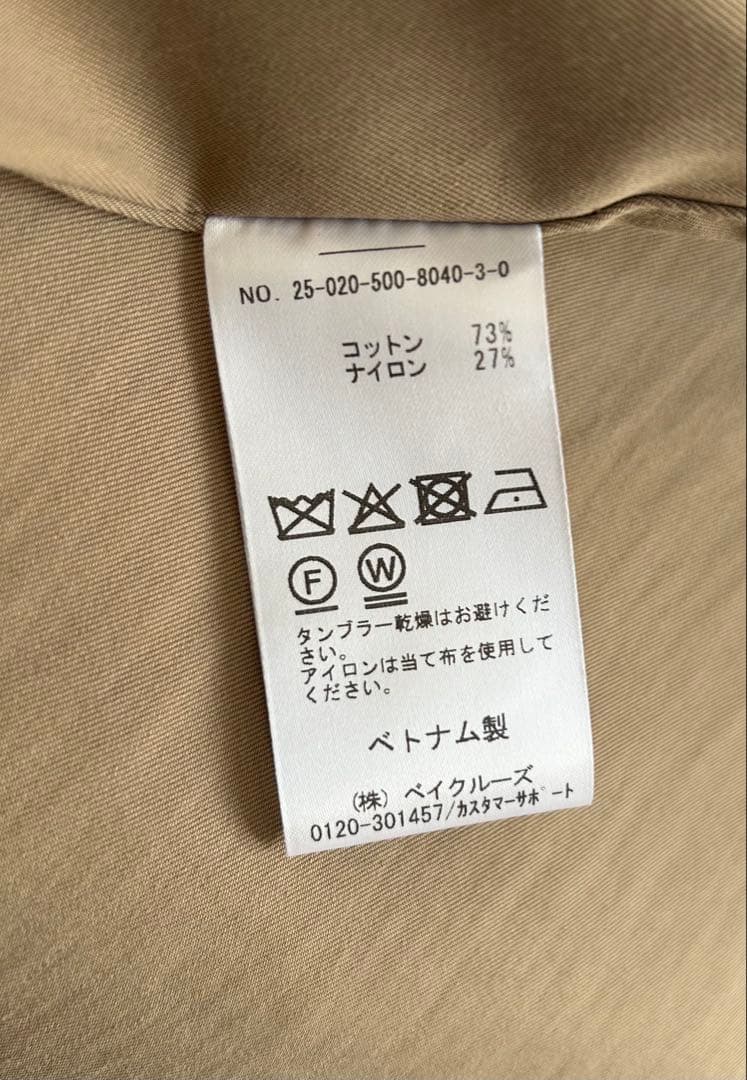 NO. 25-020-500-8040-3-0
コットン 73%
ナイロン 27%
F W
タンブラー乾燥はお避けくだ
さい。
アイロンは当て布を使用して
ください。
ベトナム製
(株) ベイクルーズ
0120-301457/カスタマーサポート